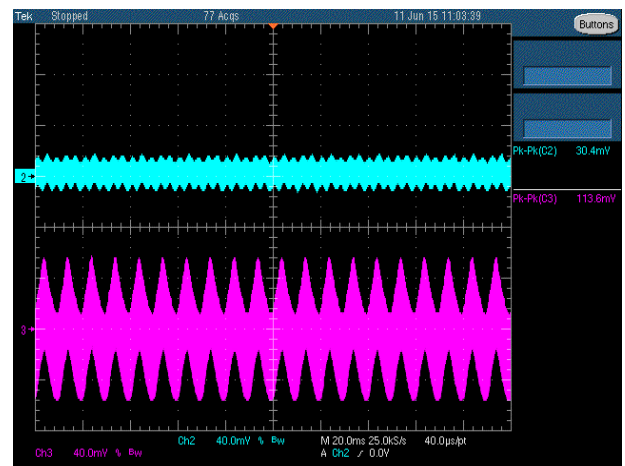 Tek Stopped 77 Acqs 11 Jun 15 11:03:39
Buttons
Pk-Pk(C2) 30.4mV
2
Pk-Pk(C3) 113.6mV
3
Ch2 40.0mV % Bw M 20.0ms 25.0kS/s 40.0µs/pt
Ch3 40.0mV % Bw A Ch2 / 0.0V